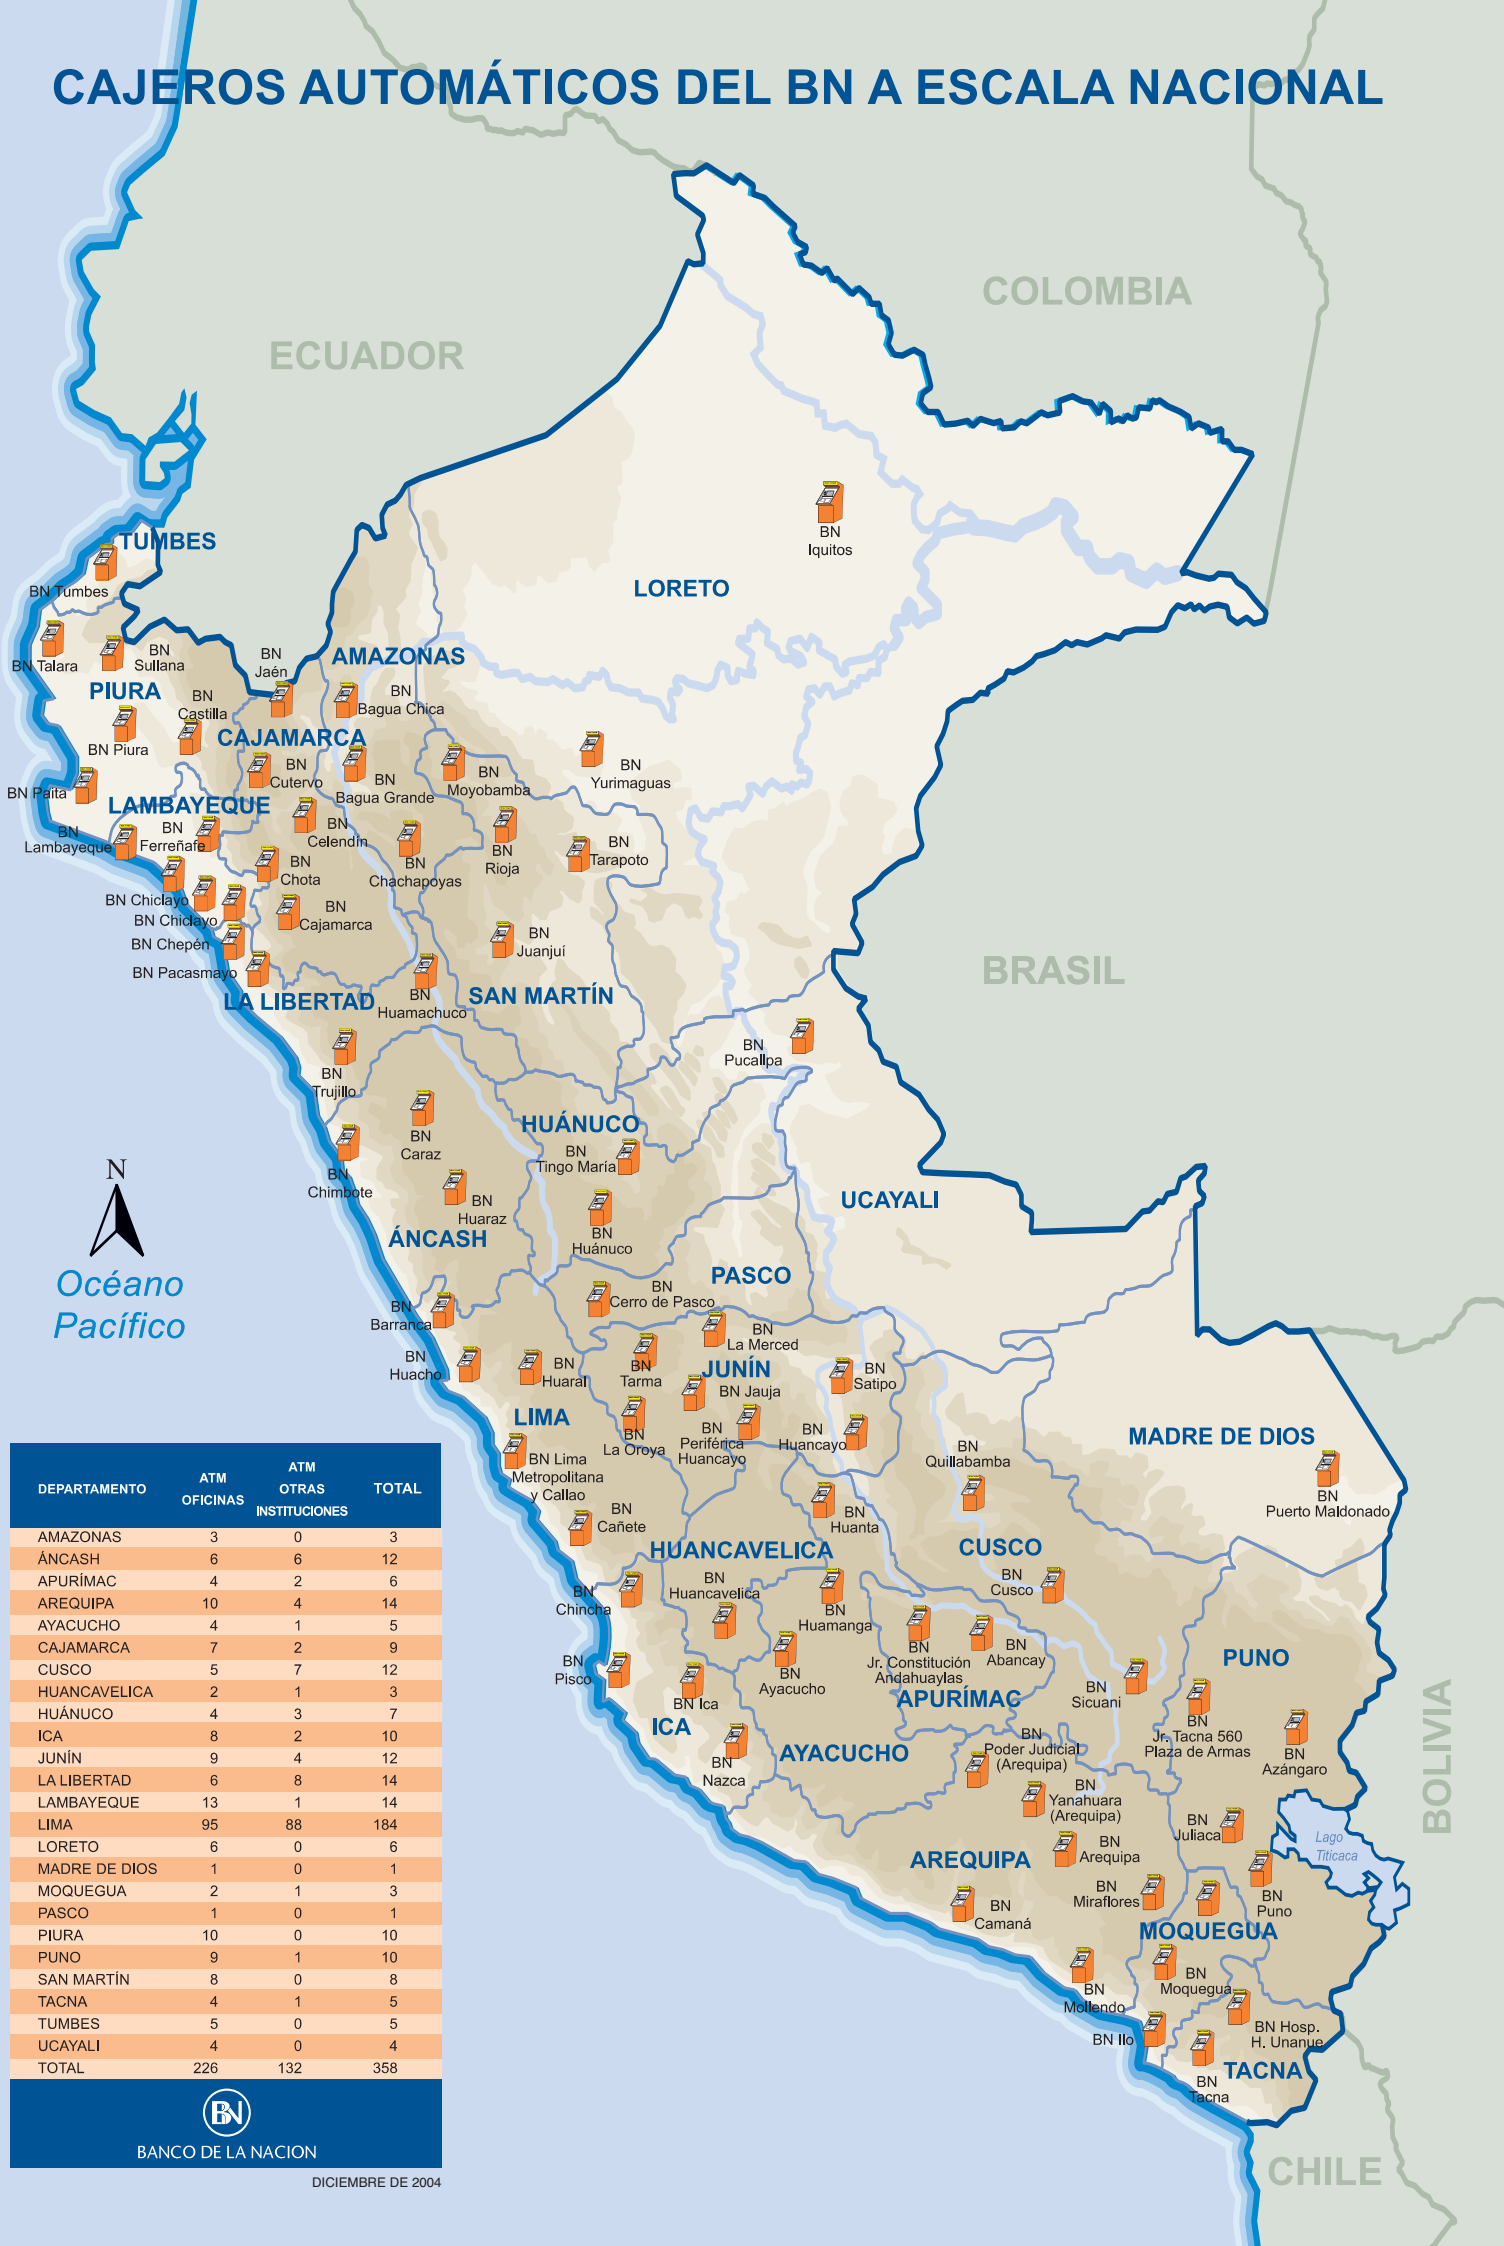 CAJEROS AUTOMÁTICOS DEL BN A ESCALA NACIONAL
COLOMBIA
ECUADOR
BN
Iquitos
TUMBES
BN Tumbes
LORETO
BN Talara
BN
Sullana
BN
Jaén
AMAZONAS
PIURA
BN
Castilla
BN
Bagua Chica
BN Piura
CAJAMARCA
BN
Cutervo
BN
Bagua Grande
BN
Moyobamba
BN
Yurimaguas
BN Paita
LAMBAYEQUE
BN
Lambayeque
BN
Ferreñafe
BN
Celendín
BN
Chota
BN
Chachapoyas
BN
Rioja
BN
Tarapoto
BN Chiclayo
BN Chiclayo
BN
Cajamarca
BN Chepén
BN
Juanjuí
BN Pacasmayo
BRASIL
LA LIBERTAD
BN
Huamachuco
SAN MARTÍN
BN
Pucallpa
BN
Trujillo
BN
Caraz
HUÁNUCO
BN
Tingo María
BN
Chimbote
BN
Huaraz
UCAYALI
N
ÁNCASH
BN
Huánuco
Océano
Pacífico
PASCO
BN
Cerro de Pasco
BN
Barranca
BN
La Merced
BN
Huacho
BN
Huaral
BN
Tarma
JUNÍN
BN
Satipo
BN Jauja
LIMA
BN
La Oroya
BN
Periférica
Huancayo
BN
Huancayo
BN
Quillabamba
MADRE DE DIOS
BN Lima
Metropolitana
y Callao
BN
Puerto Maldonado
BN
Cañete
BN
Huanta
HUANCAVELICA
CUSCO
BN
Chincha
BN
Huancavelica
BN
Huamanga
BN
Cusco
BN
Pisco
BN Ica
BN
Ayacucho
BN
Jr. Constitución
Andahuaylas
BN
Abancay
PUNO
BN
Sicuani
APURÍMAC
ICA
BN
Nazca
AYACUCHO
BN
Poder Judicial
(Arequipa)
BN
Jr. Tacna 560
Plaza de Armas
BN
Azángaro
BOLIVIA
BN
Yanahuara
(Arequipa)
BN
Juliaca
Lago
Titicaca
AREQUIPA
BN
Arequipa
BN
Miraflores
BN
Puno
BN
Camaná
MOQUEGUA
BN
Mollendo
BN
Moquegua
BN Ilo
BN Hosp.
H. Unanue
TACNA
BN
Tacna
CHILE
DEPARTAMENTO ATM OFICINAS ATM OTRAS INSTITUCIONES TOTAL
AMAZONAS 3 0 3
ÁNCASH 6 6 12
APURÍMAC 4 2 6
AREQUIPA 10 4 14
AYACUCHO 4 1 5
CAJAMARCA 7 2 9
CUSCO 5 7 12
HUANCAVELICA 2 1 3
HUÁNUCO 4 3 7
ICA 8 2 10
JUNÍN 9 4 12
LA LIBERTAD 6 8 14
LAMBAYEQUE 13 1 14
LIMA 95 88 184
LORETO 6 0 6
MADRE DE DIOS 1 0 1
MOQUEGUA 2 1 3
PASCO 1 0 1
PIURA 10 0 10
PUNO 9 1 10
SAN MARTÍN 8 0 8
TACNA 4 1 5
TUMBES 5 0 5
UCAYALI 4 0 4
TOTAL 226 132 358
BN
BANCO DE LA NACION
DICIEMBRE DE 2004